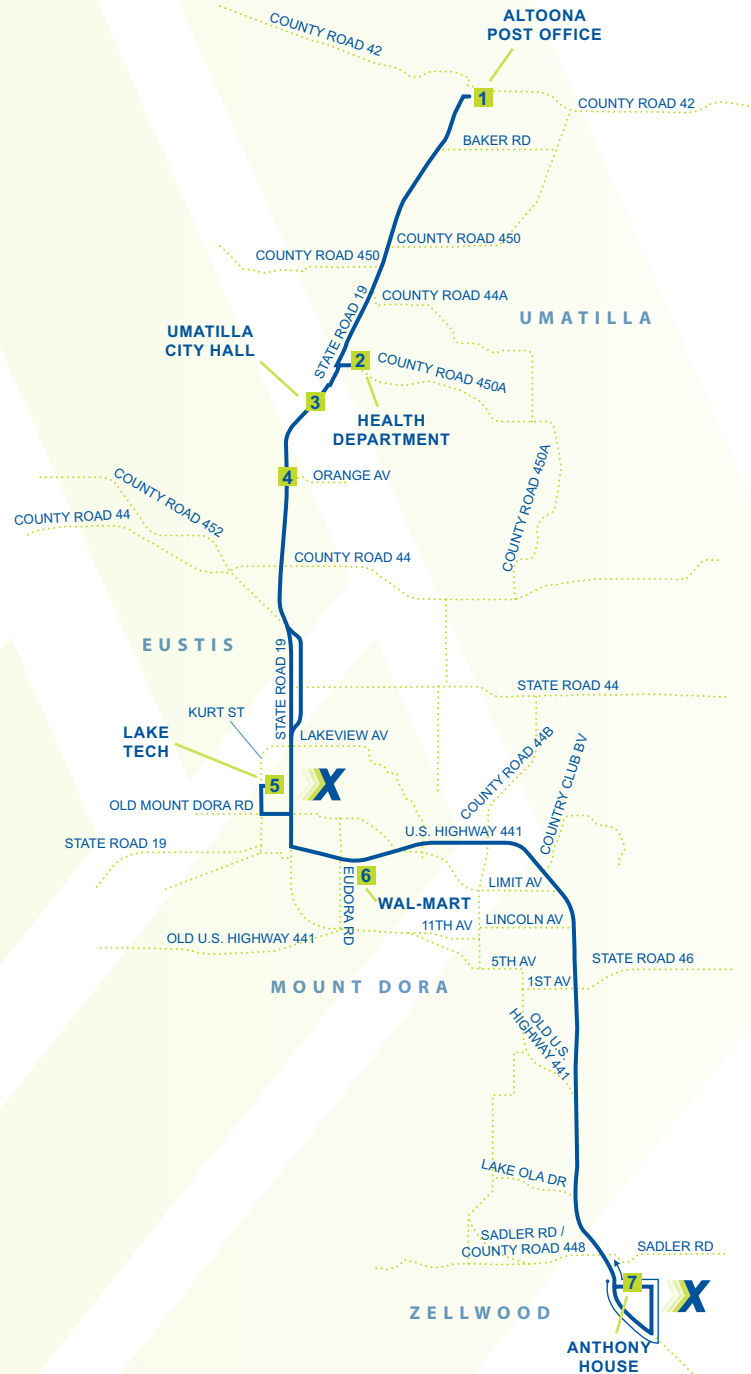 ALTOONA
POST OFFICE
COUNTY ROAD 42
1
COUNTY ROAD 42
BAKER RD
COUNTY ROAD 450
COUNTY ROAD 450
COUNTY ROAD 44A
STATE ROAD 19
UMATILLA
UMATILLA
CITY HALL
2
COUNTY ROAD 450A
3
HEALTH
DEPARTMENT
4
ORANGE AV
COUNTY ROAD 452
COUNTY ROAD 44
COUNTY ROAD 450A
COUNTY ROAD 44
EUSTIS
STATE ROAD 19
STATE ROAD 44
KURT ST
LAKE
TECH
LAKEVIEW AV
COUNTY ROAD 44B
COUNTRY CLUB BV
5
X
OLD MOUNT DORA RD
U.S. HIGHWAY 441
STATE ROAD 19
EUDORA RD
6
WAL-MART
LIMIT AV
11TH AV
LINCOLN AV
OLD U.S. HIGHWAY 441
5TH AV
STATE ROAD 46
1ST AV
MOUNT DORA
OLD U.S.
HIGHWAY 441
LAKE OLA DR
SADLER RD /
COUNTY ROAD 448
SADLER RD
7
X
ZELLWOOD
ANTHONY
HOUSE